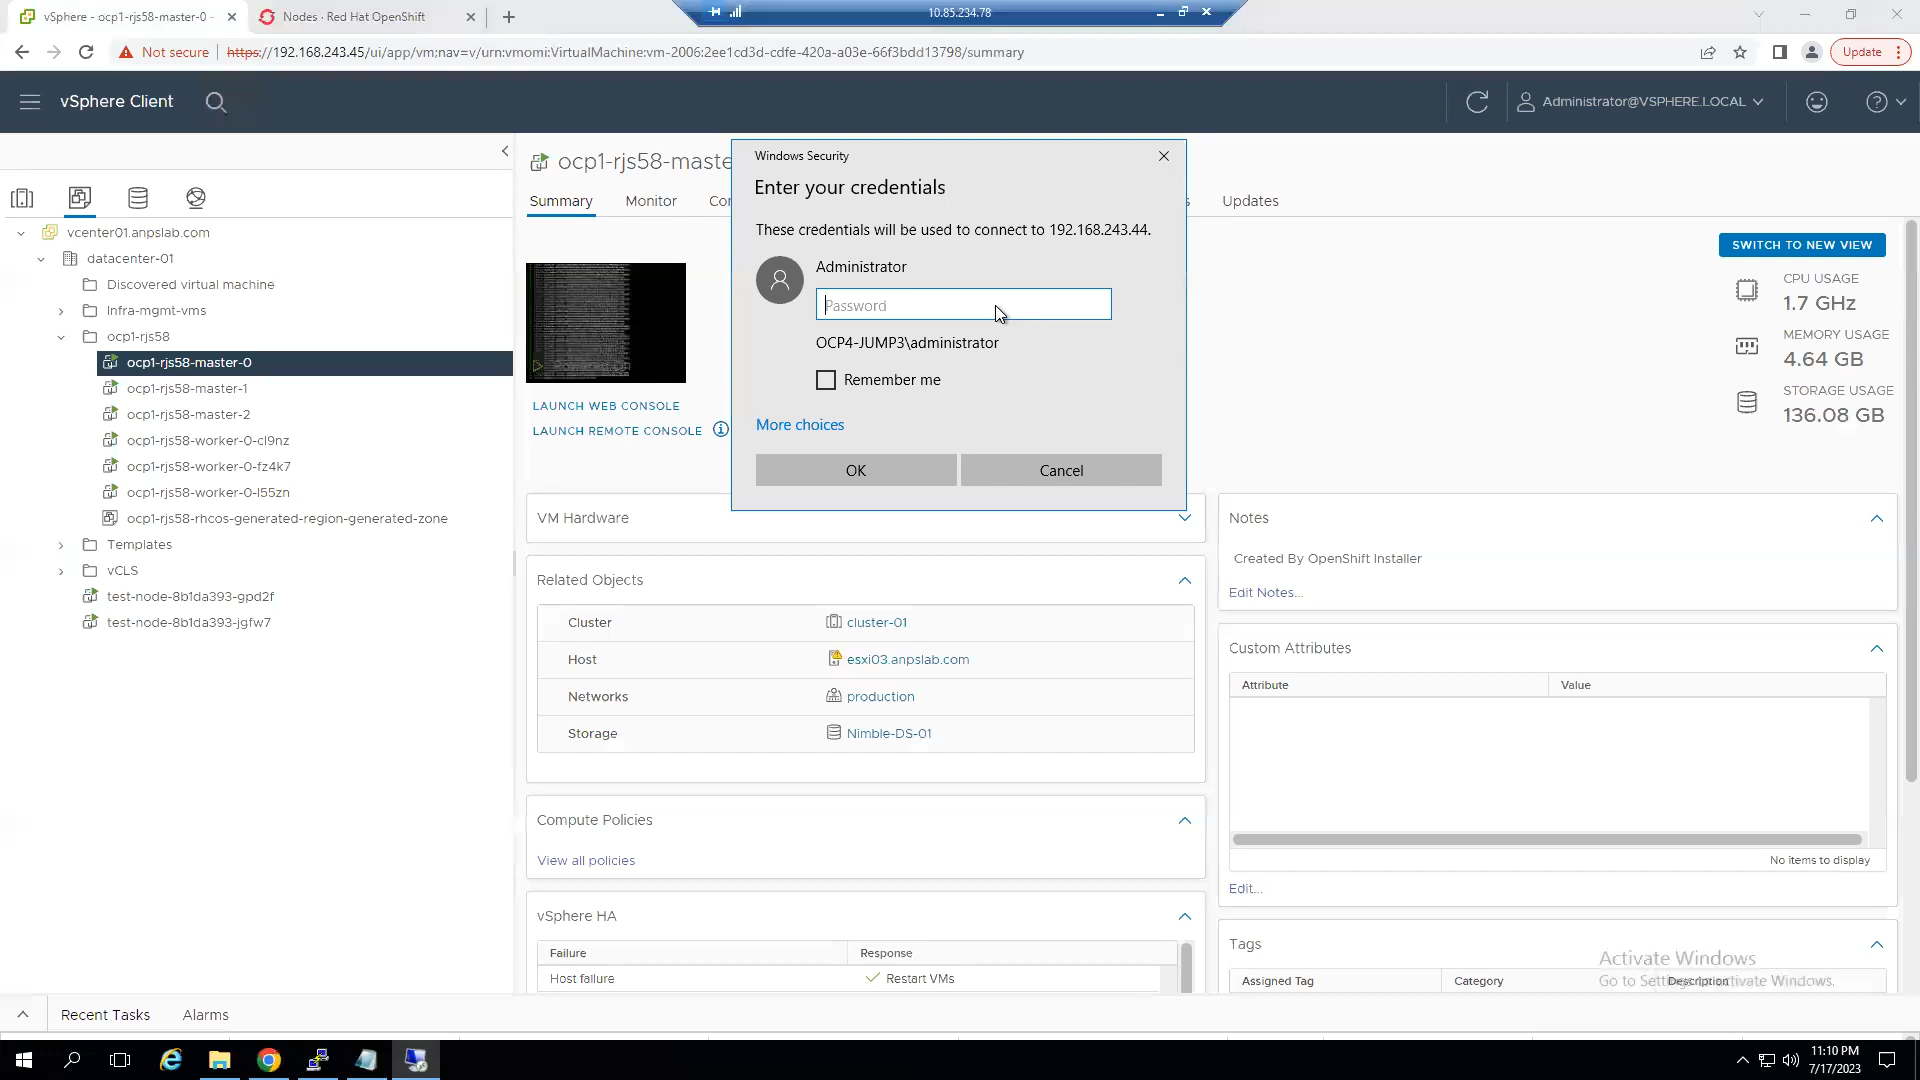 vSphere - ocp1-rjs58-master-0 -
Nodes · Red Hat OpenShift
10.85.234.78
Not secure
https://192.168.243.45/ui/app/vm;nav=v/urn:vmomi:VirtualMachine:vm-2006:2ee1cd3d-cdfe-420a-a03e-66f3bdd13798/summary
Update
vSphere Client
Administrator@VSPHERE.LOCAL
vcenter01.anpslab.com
datacenter-01
Discovered virtual machine
Infra-mgmt-vms
ocp1-rjs58
ocp1-rjs58-master-0
ocp1-rjs58-master-1
ocp1-rjs58-master-2
ocp1-rjs58-worker-0-cl9nz
ocp1-rjs58-worker-0-fz4k7
ocp1-rjs58-worker-0-l55zn
ocp1-rjs58-rhcos-generated-region-generated-zone
Templates
vCLS
test-node-8b1da393-gpd2f
test-node-8b1da393-jgfw7
ocp1-rjs58-maste
Summary
Monitor
Co
s
Updates
Windows Security
Enter your credentials
These credentials will be used to connect to 192.168.243.44.
Administrator
Password
OCP4-JUMP3\administrator
Remember me
More choices
OK
Cancel
LAUNCH WEB CONSOLE
LAUNCH REMOTE CONSOLE
SWITCH TO NEW VIEW
CPU USAGE
1.7 GHz
MEMORY USAGE
4.64 GB
STORAGE USAGE
136.08 GB
VM Hardware
Related Objects
Cluster
cluster-01
Host
esxi03.anpslab.com
Networks
production
Storage
Nimble-DS-01
Compute Policies
View all policies
vSphere HA
Failure
Response
Host failure
Restart VMs
Notes
Created By OpenShift Installer
Edit Notes...
Custom Attributes
Attribute
Value
No items to display
Edit...
Tags
Assigned Tag
Category
Description
Activate Windows
Go to Settings to activate Windows.
Recent Tasks
Alarms
11:10 PM
7/17/2023